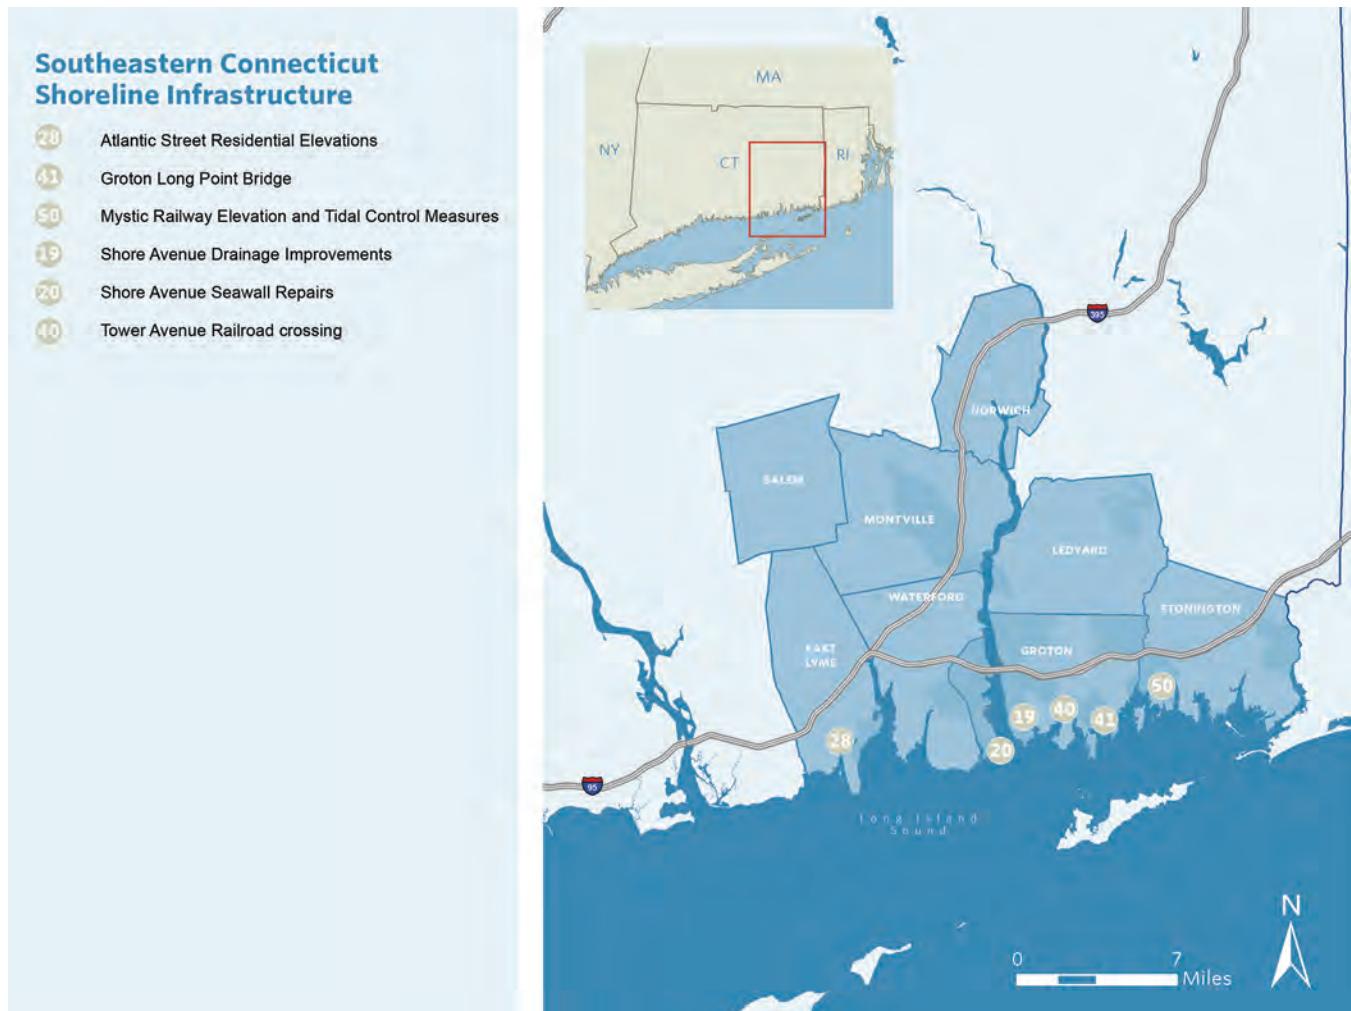 Southeastern Connecticut
Shoreline Infrastructure
28 Atlantic Street Residential Elevations
41 Groton Long Point Bridge
50 Mystic Railway Elevation and Tidal Control Measures
19 Shore Avenue Drainage Improvements
20 Shore Avenue Seawall Repairs
40 Tower Avenue Railroad crossing
MA
NY
CT
RI
395
NORWICH
SALEM
MONTVILLE
LEDYARD
WATERFORD
STONINGTON
EAST
LYME
GROTON
50
19
40
41
28
20
95
Long Island
Sound
N
0 7
Miles